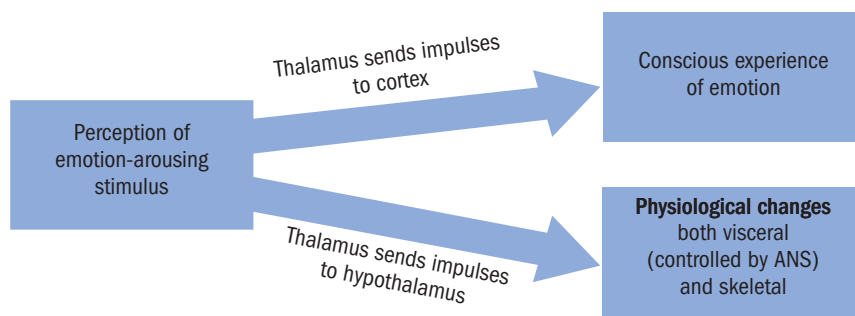 Perception of
emotion-arousing
stimulus
Thalamus sends impulses
to cortex
Conscious experience
of emotion
Thalamus sends impulses
to hypothalamus
Physiological changes
both visceral
(controlled by ANS)
and skeletal